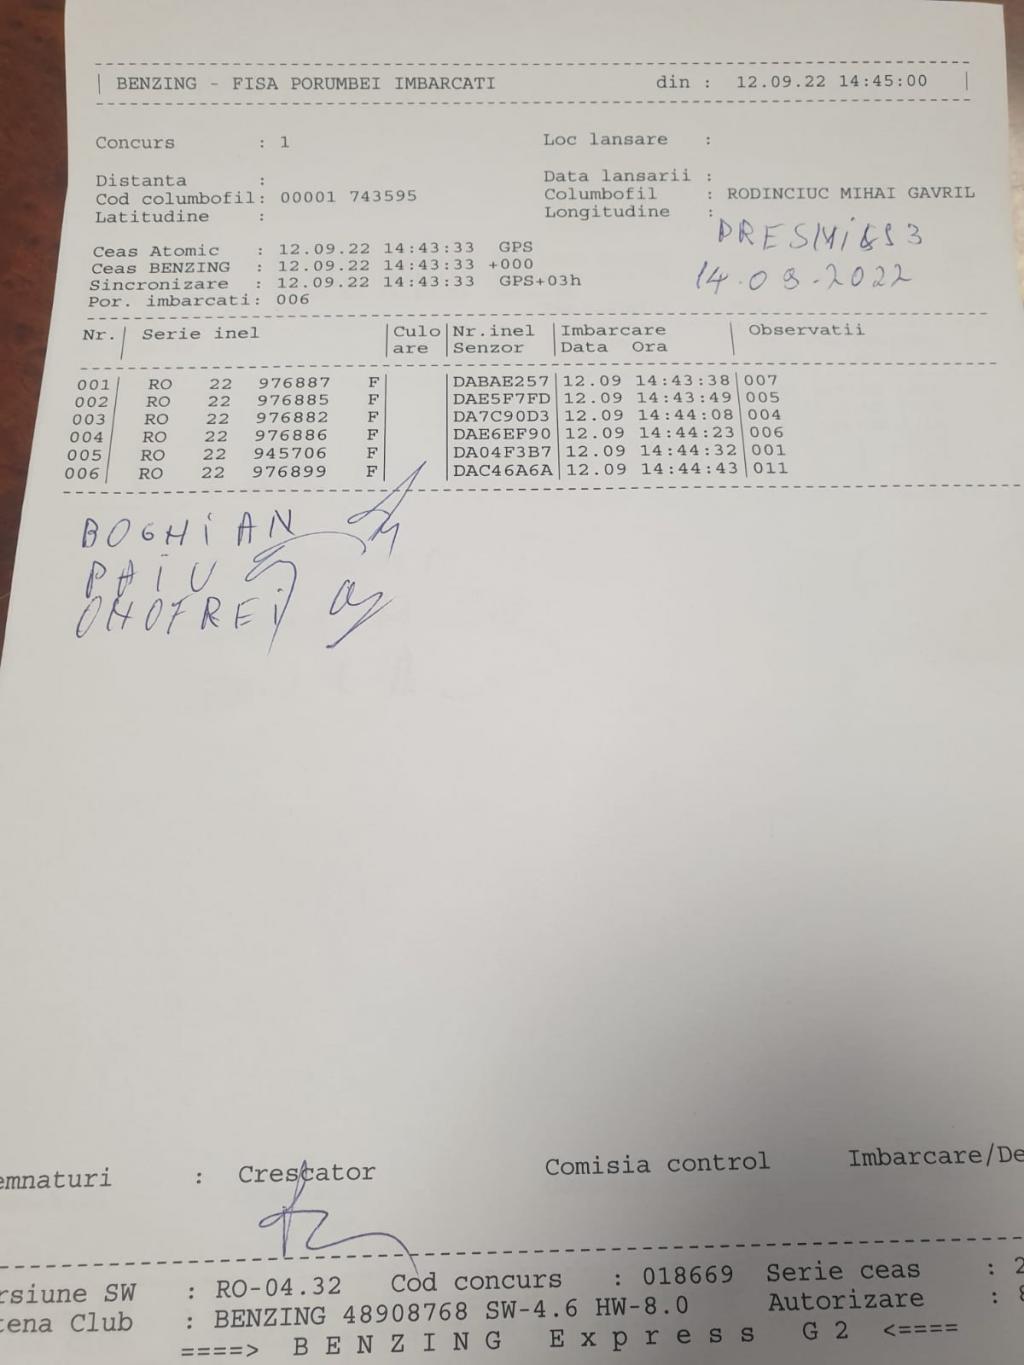 BENZING - FISA PORUMBEI IMBARCATI din : 12.09.22 14:45:00
Concurs : 1 Loc lansare :
Distanta : Data lansarii :
Cod columbofil: 00001 743595 Columbofil : RODINCIUC MIHAI GAVRIL
Latitudine : Longitudine :
14.09.2022
Ceas Atomic : 12.09.22 14:43:33 GPS
Ceas BENZING : 12.09.22 14:43:33 +000
Sincronizare : 12.09.22 14:43:33 GPS+03h
Por. imbarcati: 006
Nr. Serie inel Culo Nr.inel Imbarcare Observatii
are Senzor Data Ora
001 RO 22 976887 F DABAE257 12.09 14:43:38 007
002 RO 22 976885 F DAE5F7FD 12.09 14:43:49 005
003 RO 22 976882 F DA7C90D3 12.09 14:44:08 004
004 RO 22 976886 F DAE6EF90 12.09 14:44:23 006
005 RO 22 945706 F DA04F3B7 12.09 14:44:32 001
006 RO 22 976899 F DAC46A6A 12.09 14:44:43 011
BOGHIAN
PAIU
ONOFREI
emnaturi : Crescator Comisia control Imbarcare/De
rsiune SW : RO-04.32 Cod concurs : 018669 Serie ceas : 2
tena Club : BENZING 48908768 SW-4.6 HW-8.0 Autorizare : 8
====> B E N Z I N G E x p r e s s G 2 <====